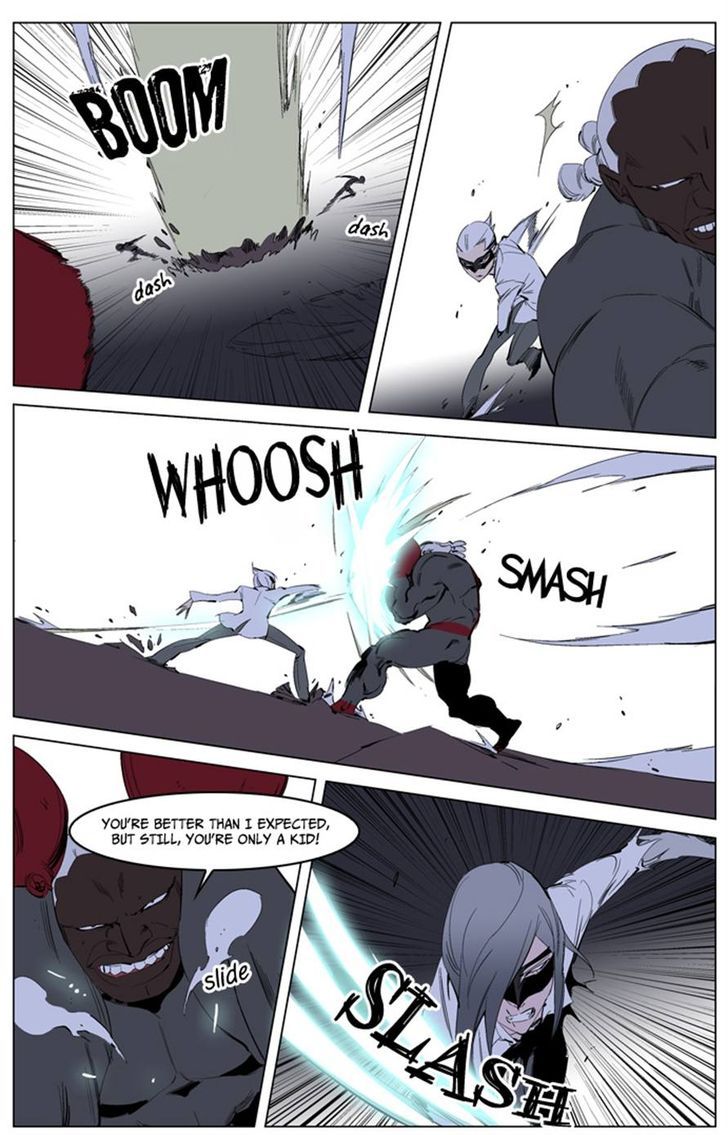 BOOM
dash
dash
WHOOSH
SMASH
YOU'RE BETTER THAN I EXPECTED,
BUT STILL, YOU'RE ONLY A KID!
slide
SLASH